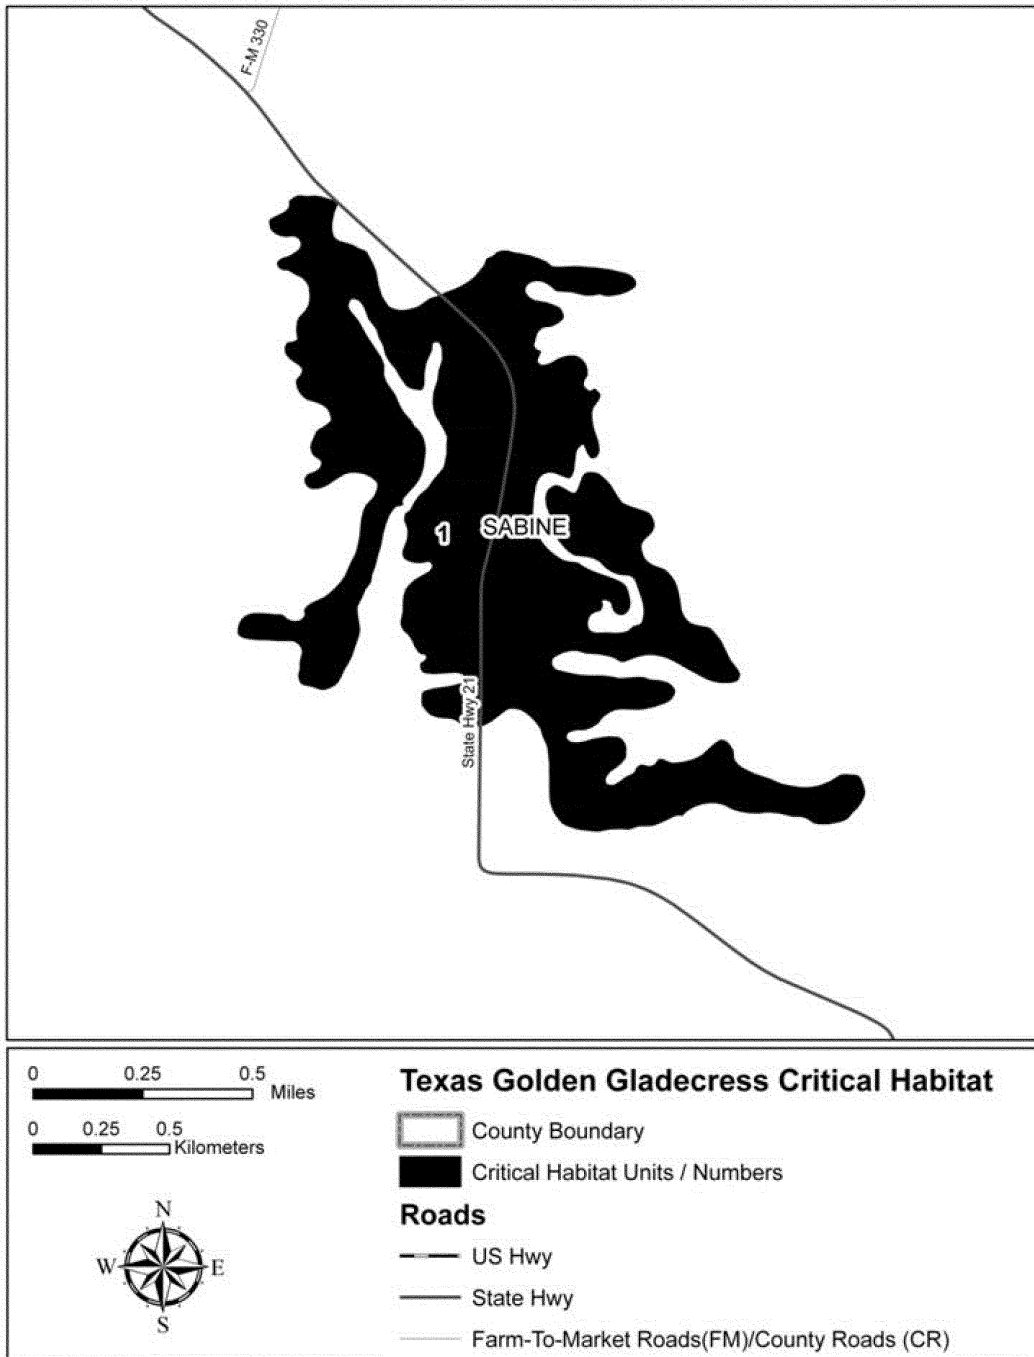 F-M 330
1
SABINE
State Hwy 21
0 0.25 0.5
Miles
0 0.25 0.5
Kilometers
N
W E
S
Texas Golden Gladecress Critical Habitat
County Boundary
Critical Habitat Units / Numbers
Roads
US Hwy
State Hwy
Farm-To-Market Roads(FM)/County Roads (CR)